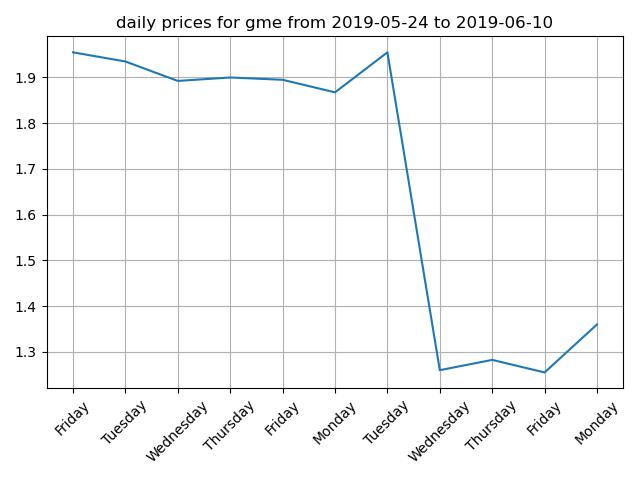 daily prices for gme from 2019-05-24 to 2019-06-10
1.9
1.8
1.7
1.6
1.5
1.4
1.3
Friday
Tuesday
Wednesday
Thursday
Friday
Monday
Tuesday
Wednesday
Thursday
Friday
Monday